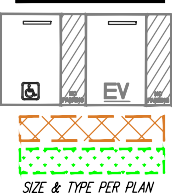 EV
SIZE & TYPE PER PLAN